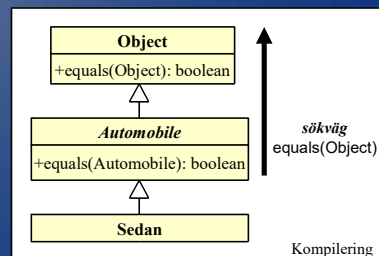 Object
+equals(Object): boolean
Automobile
+equals(Automobile): boolean
Sedan
sökväg
equals(Object)
Kompilering